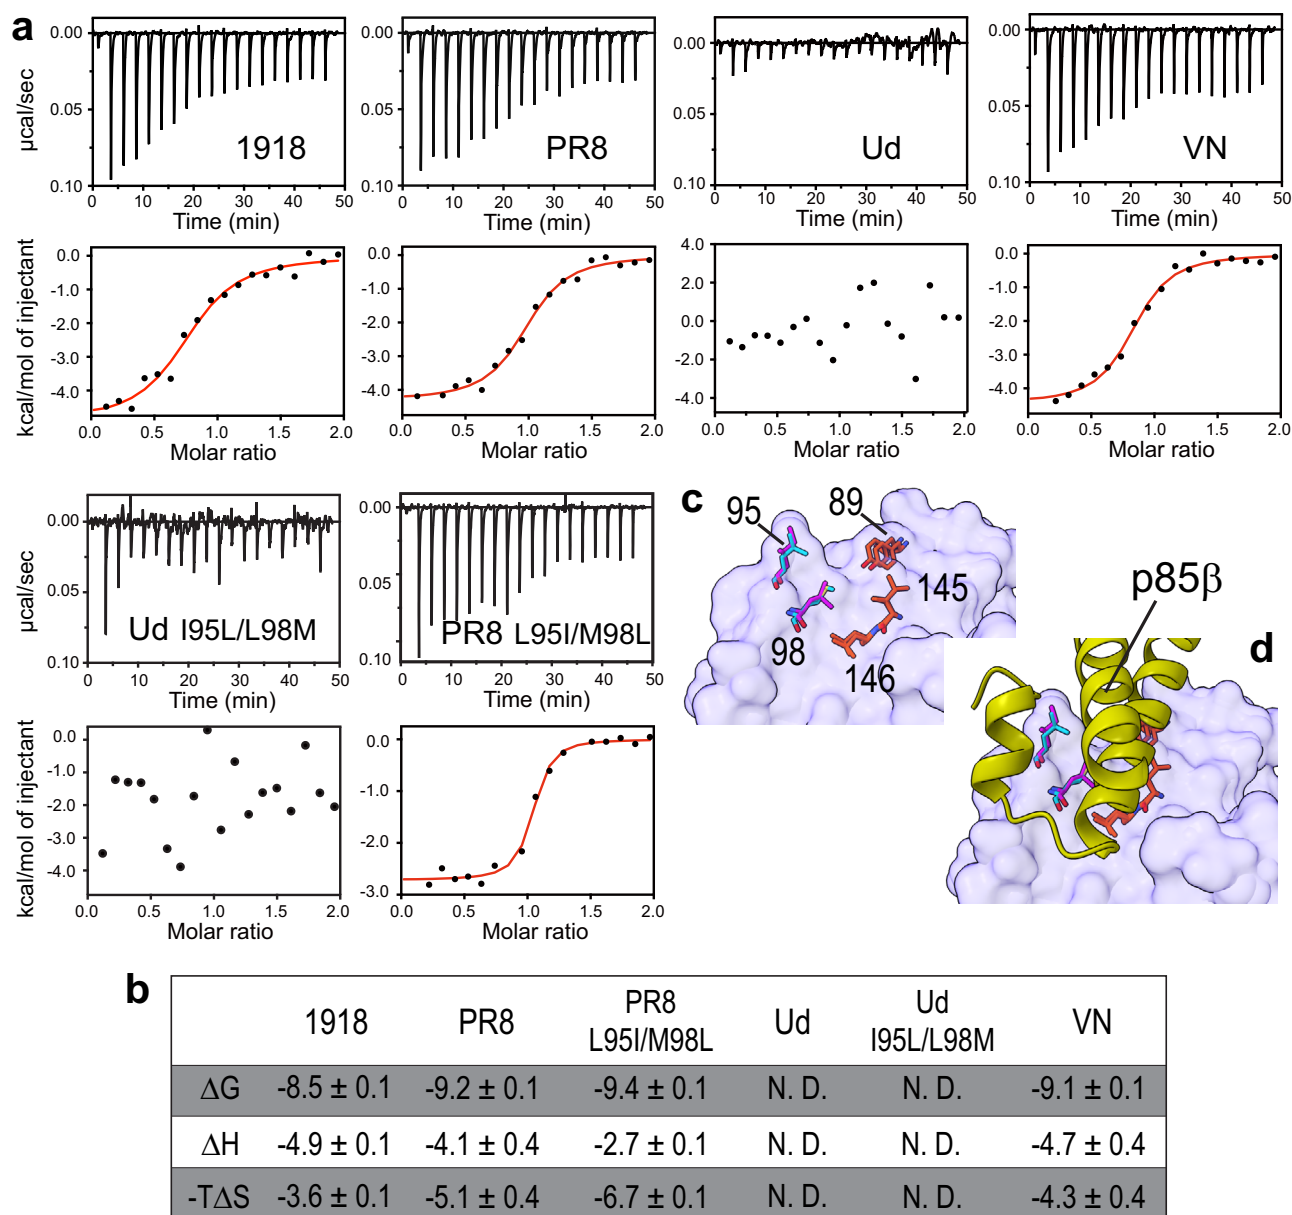 a
0.00
0.05
0.10
µcal/sec
1918
0 10 20 30 40 50
Time (min)
0.00
0.05
0.10
PR8
0 10 20 30 40 50
Time (min)
0.00
0.05
0.10
Ud
0 10 20 30 40 50
Time (min)
0.00
0.05
0.10
VN
0 10 20 30 40 50
Time (min)
kcal/mol of injectant
0.0
-1.0
-2.0
-3.0
-4.0
0.0 0.5 1.0 1.5 2.0
Molar ratio
0.0
-1.0
-2.0
-3.0
-4.0
0.0 0.5 1.0 1.5 2.0
Molar ratio
4.0
2.0
0.0
-2.0
-4.0
0.0 0.5 1.0 1.5 2.0
Molar ratio
0.0
-1.0
-2.0
-3.0
-4.0
0.0 0.5 1.0 1.5 2.0
Molar ratio
µcal/sec
0.00
0.05
0.10
Ud I95L/L98M
0 10 20 30 40 50
Time (min)
0.00
0.05
0.10
PR8 L95I/M98L
0 10 20 30 40 50
Time (min)
kcal/mol of injectant
0.0
-1.0
-2.0
-3.0
-4.0
0.0 0.5 1.0 1.5 2.0
Molar ratio
0.0
-1.0
-2.0
-3.0
0.0 0.5 1.0 1.5 2.0
Molar ratio
c
95
89
145
98
146
d
p85β
b
1918 PR8 PR8 L95I/M98L Ud Ud I95L/L98M VN
ΔG -8.5 ± 0.1 -9.2 ± 0.1 -9.4 ± 0.1 N. D. N. D. -9.1 ± 0.1
ΔH -4.9 ± 0.1 -4.1 ± 0.4 -2.7 ± 0.1 N. D. N. D. -4.7 ± 0.4
-TΔS -3.6 ± 0.1 -5.1 ± 0.4 -6.7 ± 0.1 N. D. N. D. -4.3 ± 0.4